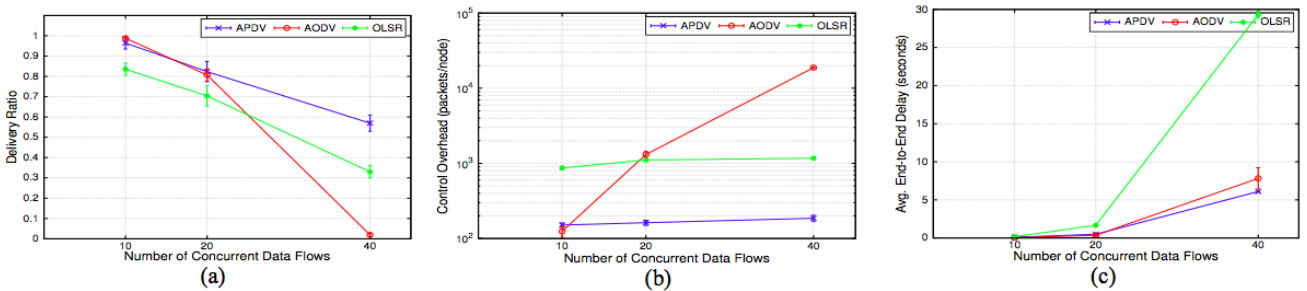 APDV AODV OLSR
1
0.9
0.8
0.7
0.6
0.5
0.4
0.3
0.2
0.1
0
Delivery Ratio
10 20 40
Number of Concurrent Data Flows
(a)
APDV AODV OLSR
10^5
10^4
10^3
10^2
Control Overhead (packets/node)
10 20 40
Number of Concurrent Data Flows
(b)
APDV AODV OLSR
30
25
20
15
10
5
0
Avg. End-to-End Delay (seconds)
10 20 40
Number of Concurrent Data Flows
(c)